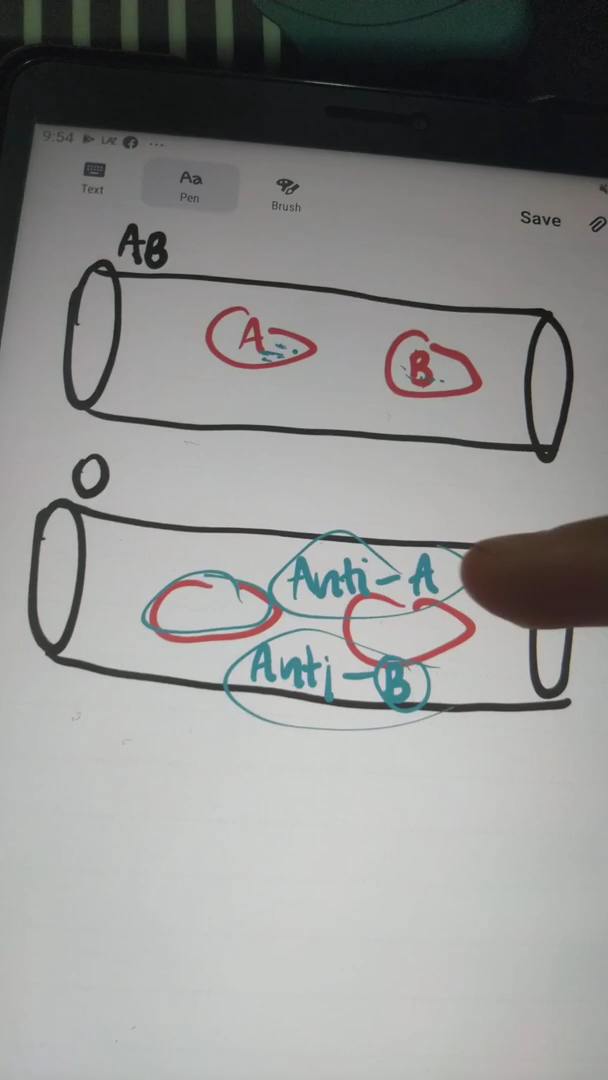 9:54
Text
Aa
Pen
Brush
Save
AB
A
B
O
Anti-A
Anti-B